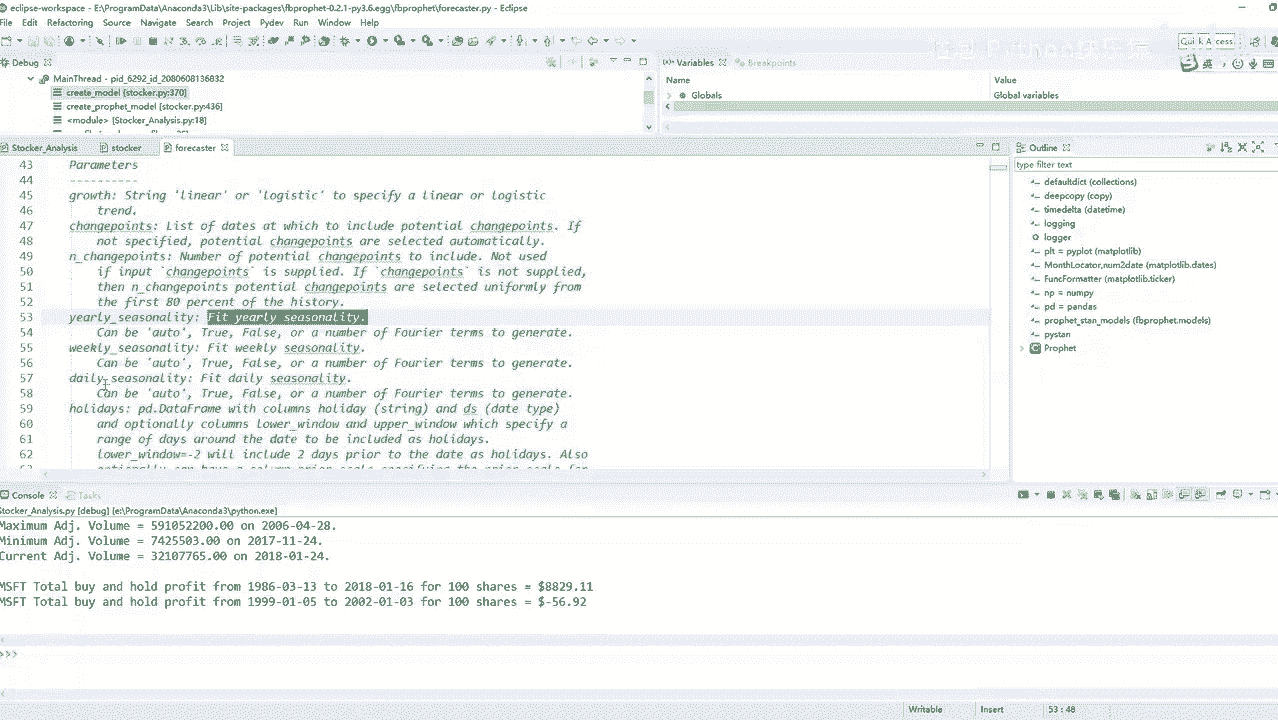 eclipse-workspace - E:\ProgramData\Anaconda3\Lib\site-packages\fbprophet-0.2.1-py3.6.egg\fbprophet\forecaster.py - Eclipse
File Edit Refactoring Source Navigate Search Project Pydev Run Window Help
Debug
MainThread - pid_6292_id_2080608136832
create_model [stocker.py:370]
create_prophet_model [stocker.py:436]
<module> [Stocker_Analysis.py:18]
Variables Breakpoints
Name Value
Globals Global variables
Stocker_Analysis stocker forecaster
43 Parameters
44 ----------
45 growth: String 'linear' or 'logistic' to specify a linear or logistic
46 trend.
47 changepoints: List of dates at which to include potential changepoints. If
48 not specified, potential changepoints are selected automatically.
49 n_changepoints: Number of potential changepoints to include. Not used
50 if input `changepoints` is supplied. If `changepoints` is not supplied,
51 then n_changepoints potential changepoints are selected uniformly from
52 the first 80 percent of the history.
53 yearly_seasonality: Fit yearly seasonality.
54 Can be 'auto', True, False, or a number of Fourier terms to generate.
55 weekly_seasonality: Fit weekly seasonality.
56 Can be 'auto', True, False, or a number of Fourier terms to generate.
57 daily_seasonality: Fit daily seasonality.
58 Can be 'auto', True, False, or a number of Fourier terms to generate.
59 holidays: pd.DataFrame with columns holiday (string) and ds (date type)
60 and optionally columns lower_window and upper_window which specify a
61 range of days around the date to be included as holidays.
62 lower_window=-2 will include 2 days prior to the date as holidays. Also
Outline
type filter text
defaultdict (collections)
deepcopy (copy)
timedelta (datetime)
logging
logger
plt = pyplot (matplotlib)
MonthLocator,num2date (matplotlib.dates)
FuncFormatter (matplotlib.ticker)
np = numpy
pd = pandas
prophet_stan_models (fbprophet.models)
pystan
Prophet
Console Tasks
Stocker_Analysis.py [debug] [e:\ProgramData\Anaconda3\python.exe]
Maximum Adj. Volume = 591052200.00 on 2006-04-28.
Minimum Adj. Volume = 7425503.00 on 2017-11-24.
Current Adj. Volume = 32107765.00 on 2018-01-24.
MSFT Total buy and hold profit from 1986-03-13 to 2018-01-16 for 100 shares = $8829.11
MSFT Total buy and hold profit from 1999-01-05 to 2002-01-03 for 100 shares = $-56.92
>>>
Writable Insert 53 : 48